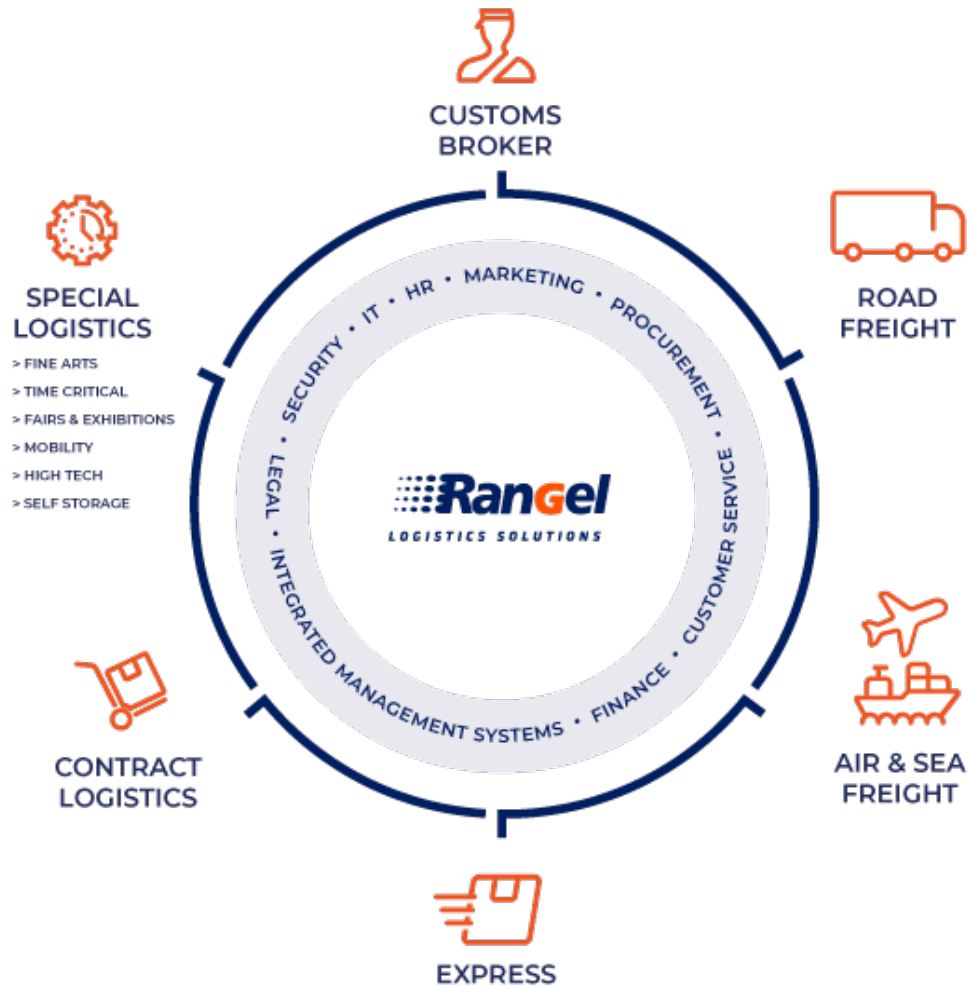 CUSTOMS
BROKER
ROAD
FREIGHT
AIR & SEA
FREIGHT
EXPRESS
CONTRACT
LOGISTICS
SPECIAL
LOGISTICS
> FINE ARTS
> TIME CRITICAL
> FAIRS & EXHIBITIONS
> MOBILITY
> HIGH TECH
> SELF STORAGE
LEGAL • SECURITY • IT • HR • MARKETING • PROCUREMENT • CUSTOMER SERVICE • FINANCE • INTEGRATED MANAGEMENT SYSTEMS •
Rangel
LOGISTICS SOLUTIONS